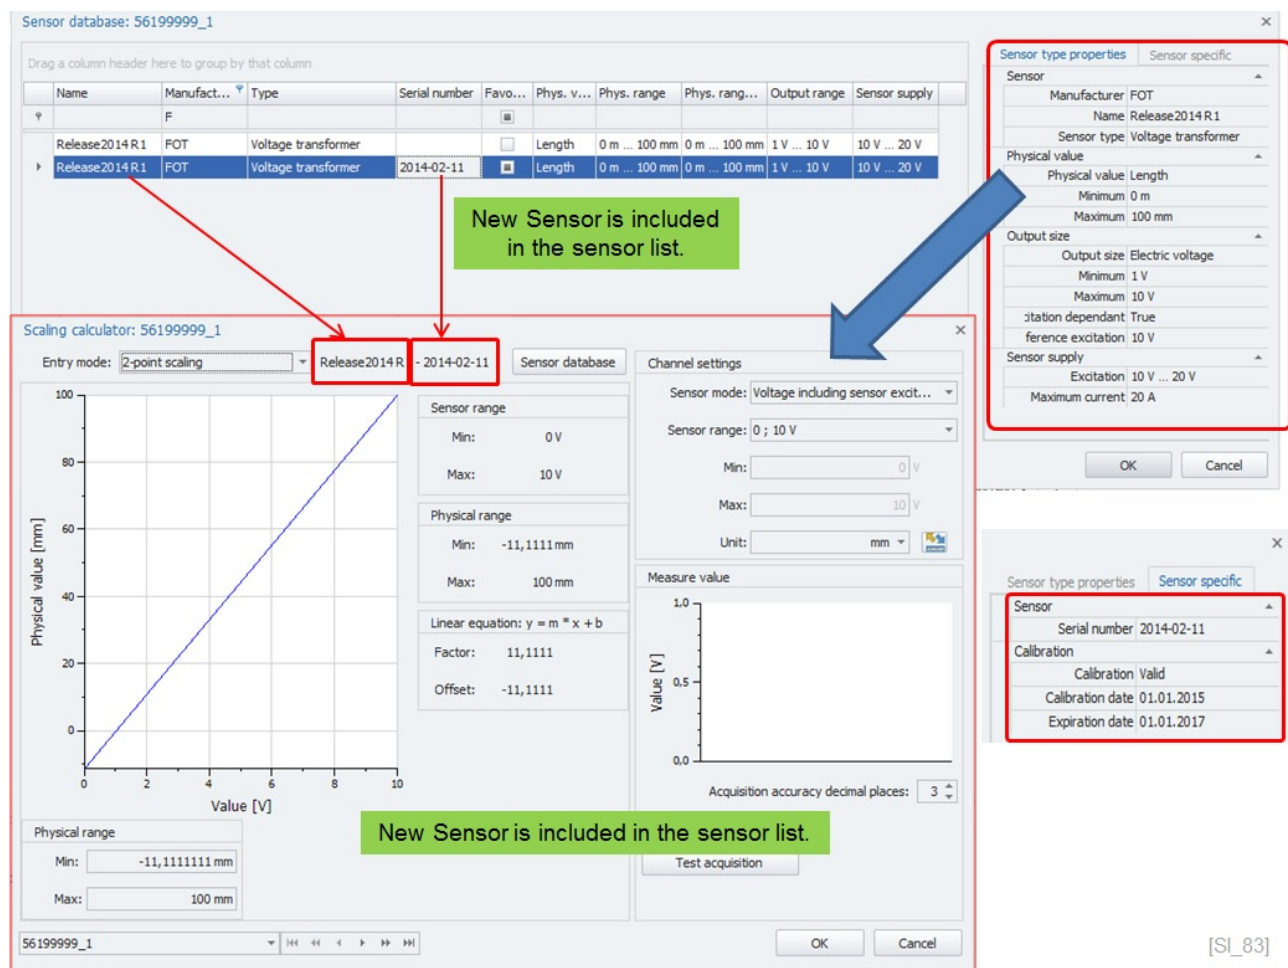 Sensor database: 56199999_1
Drag a column header here to group by that column
Name Manufact... Type Serial number Favo... Phys. v... Phys. range Phys. rang... Output range Sensor supply
F
Release2014 R1 FOT Voltage transformer Length 0 m ... 100 mm 0 m ... 100 mm 1 V ... 10 V 10 V ... 20 V
Release2014 R1 FOT Voltage transformer 2014-02-11 Length 0 m ... 100 mm 0 m ... 100 mm 1 V ... 10 V 10 V ... 20 V
New Sensor is included
in the sensor list.
Sensor type properties Sensor specific
Sensor
Manufacturer FOT
Name Release2014 R1
Sensor type Voltage transformer
Physical value
Physical value Length
Minimum 0 m
Maximum 100 mm
Output size
Output size Electric voltage
Minimum 1 V
Maximum 10 V
:itation dependant True
ference excitation 10 V
Sensor supply
Excitation 10 V ... 20 V
Maximum current 20 A
OK Cancel
Scaling calculator: 56199999_1
Entry mode: 2-point scaling Release2014 R - 2014-02-11 Sensor database
100
80
60
40
20
0
Physical value [mm]
0 2 4 6 8 10
Value [V]
Sensor range
Min: 0 V
Max: 10 V
Physical range
Min: -11,1111 mm
Max: 100 mm
Linear equation: y = m * x + b
Factor: 11,1111
Offset: -11,1111
Channel settings
Sensor mode: Voltage including sensor excit...
Sensor range: 0 ; 10 V
Min: 0 V
Max: 10 V
Unit: mm
Measure value
1,0
0,5
0,0
Value [V]
Acquisition accuracy decimal places: 3
New Sensor is included in the sensor list.
Test acquisition
Physical range
Min: -11,1111111 mm
Max: 100 mm
56199999_1
OK Cancel
Sensor type properties Sensor specific
Sensor
Serial number 2014-02-11
Calibration
Calibration Valid
Calibration date 01.01.2015
Expiration date 01.01.2017
[SI_83]